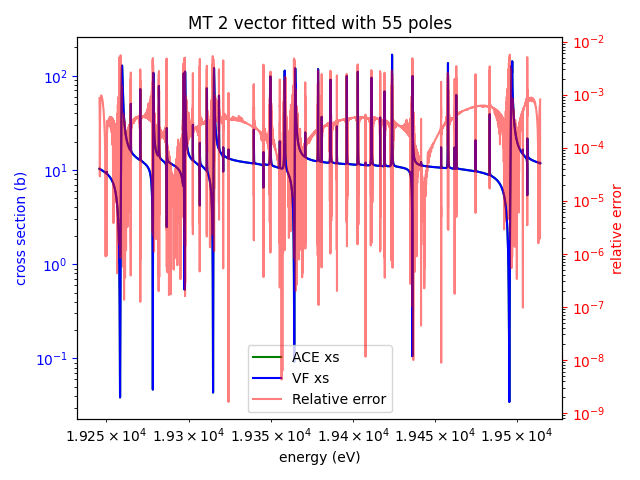 MT 2 vector fitted with 55 poles
cross section (b)
10²
10¹
10⁰
10⁻¹
10⁻²
10⁻³
10⁻⁴
10⁻⁵
10⁻⁶
10⁻⁷
10⁻⁸
10⁻⁹
relative error
ACE xs
VF xs
Relative error
1.925 × 10⁴ 1.93 × 10⁴ 1.935 × 10⁴ 1.94 × 10⁴ 1.945 × 10⁴ 1.95 × 10⁴
energy (eV)